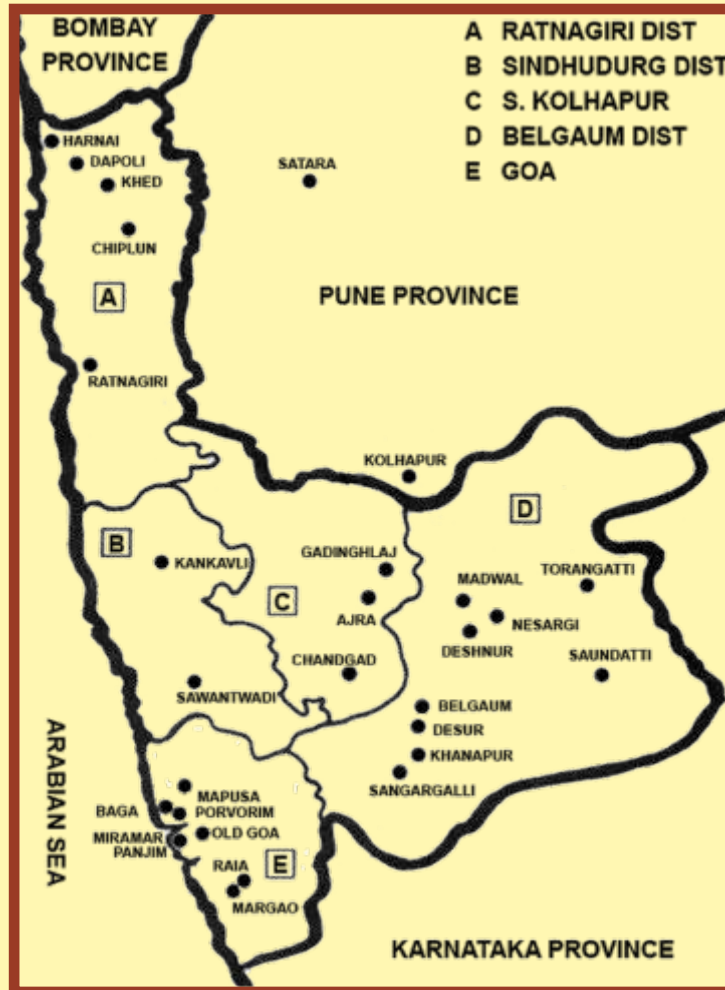 BOMBAY
PROVINCE
A RATNAGIRI DIST
B SINDHUDURG DIST
C S. KOLHAPUR
D BELGAUM DIST
E GOA
HARNAI
DAPOLI
KHED
SATARA
CHIPLUN
A
PUNE PROVINCE
RATNAGIRI
KOLHAPUR
D
B
KANKAVLI
GADINGHLAJ
C
AJRA
MADWAL
TORANGATTI
NESARGI
DESHNUR
CHANDGAD
SAUNDATTI
SAWANTWADI
BELGAUM
DESUR
KHANAPUR
SANGARGALLI
ARABIAN SEA
MAPUSA
BAGA
PORVORIM
MIRAMAR
OLD GOA
PANJIM
RAIA
E
MARGAO
KARNATAKA PROVINCE